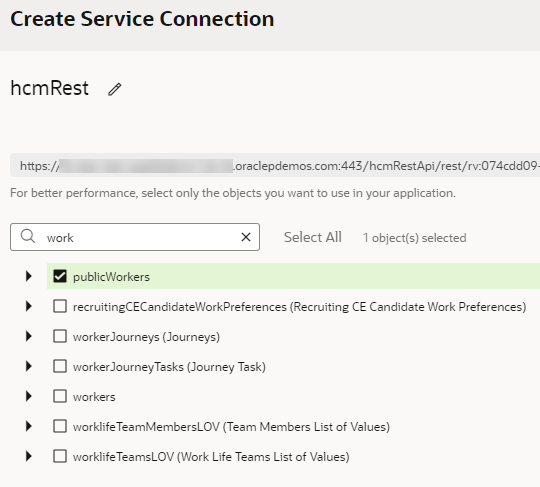 Create Service Connection
hcmRest
https:// .oraclepdemos.com:443/hcmRestApi/rest/rv:074cdd09-
For better performance, select only the objects you want to use in your application.
work Select All 1 object(s) selected
publicWorkers
recruitingCECandidateWorkPreferences (Recruiting CE Candidate Work Preferences)
workerJourneys (Journeys)
workerJourneyTasks (Journey Task)
workers
worklifeTeamMembersLOV (Team Members List of Values)
worklifeTeamsLOV (Work Life Teams List of Values)